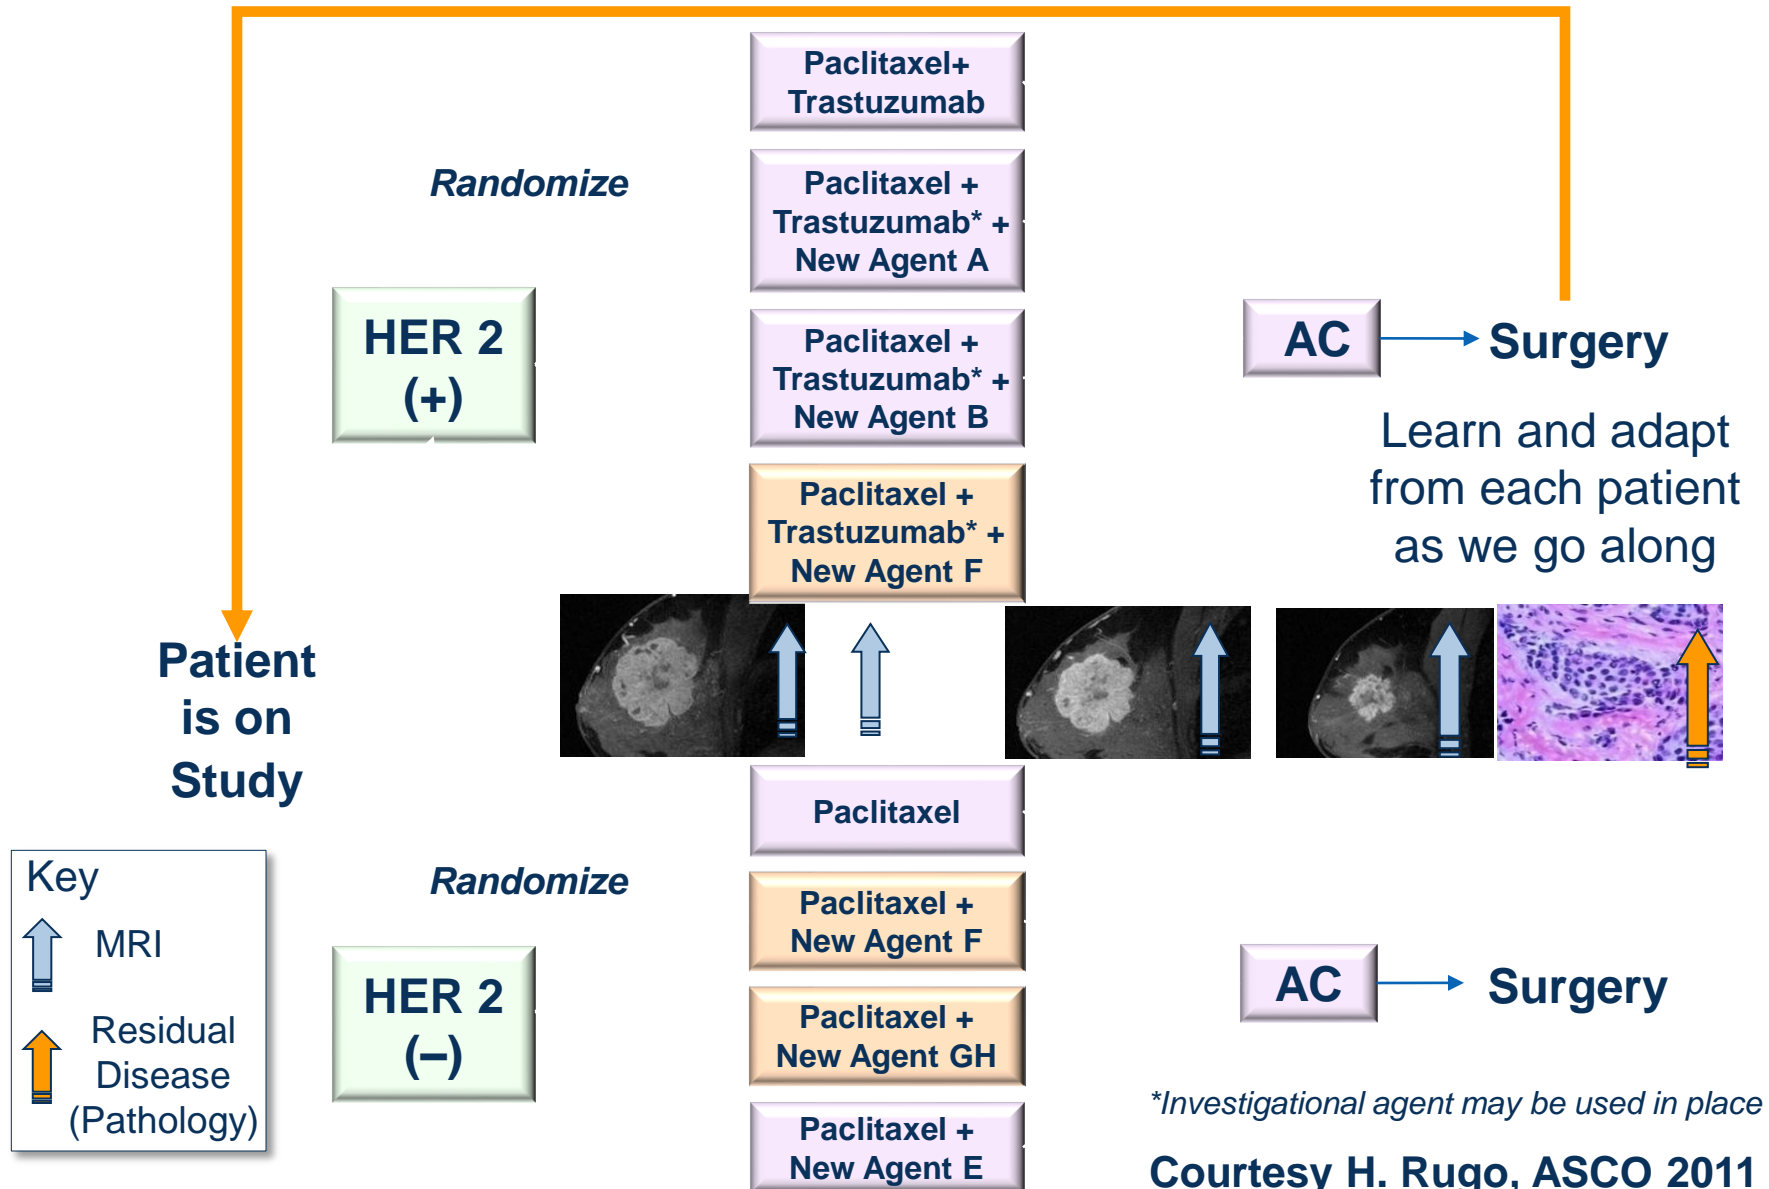 Paclitaxel+
Trastuzumab
Randomize
Paclitaxel +
Trastuzumab* +
New Agent A
HER 2
(+)
Paclitaxel +
Trastuzumab* +
New Agent B
AC
Surgery
Learn and adapt
from each patient
as we go along
Paclitaxel +
Trastuzumab* +
New Agent F
Patient
is on
Study
Paclitaxel
Key
MRI
Residual
Disease
(Pathology)
Randomize
Paclitaxel +
New Agent F
HER 2
(–)
Paclitaxel +
New Agent GH
AC
Surgery
Paclitaxel +
New Agent E
*Investigational agent may be used in place
Courtesy H. Rugo, ASCO 2011